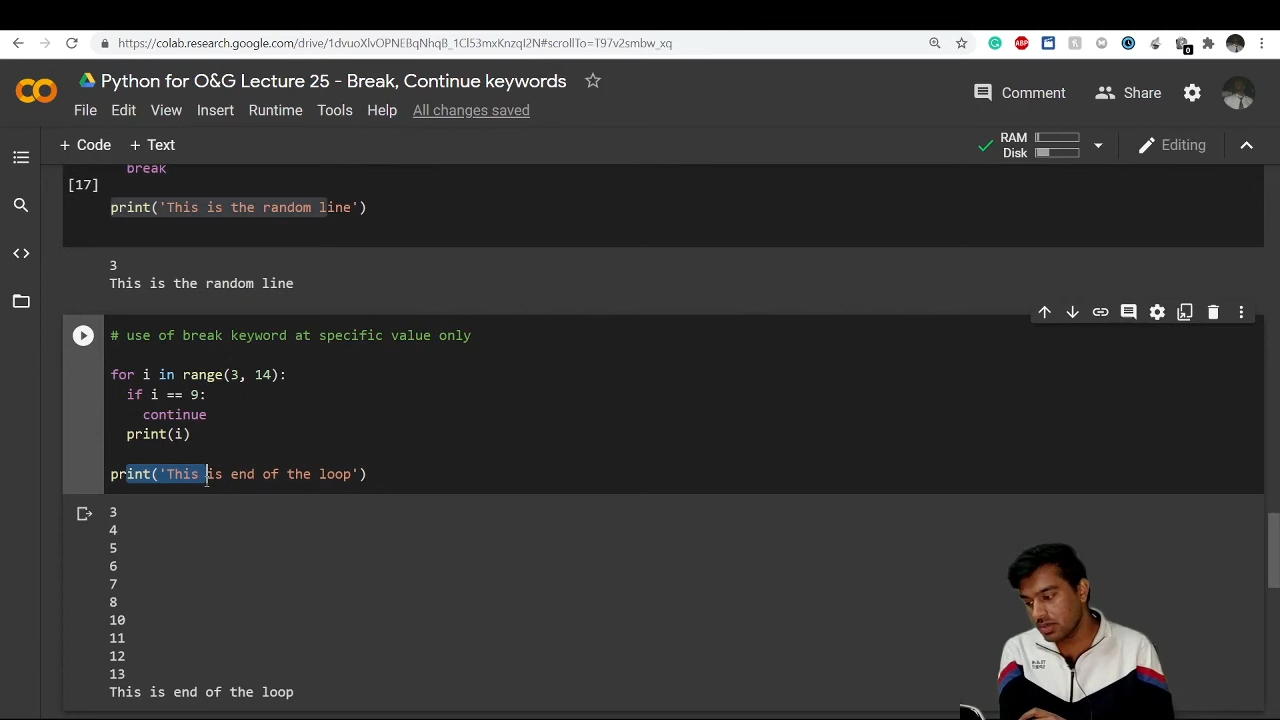 https://colab.research.google.com/drive/1dvuoXlvOPNEBqNhqB_1Cl53mxKnzqI2N#scrollTo=T97v2smbw_xq
Python for O&G Lecture 25 - Break, Continue keywords
File Edit View Insert Runtime Tools Help All changes saved
Comment Share
+ Code + Text
RAM
Disk
Editing
break
[17]
print('This is the random line')
3
This is the random line
# use of break keyword at specific value only
for i in range(3, 14):
if i == 9:
continue
print(i)
print('This is end of the loop')
3
4
5
6
7
8
10
11
12
13
This is end of the loop